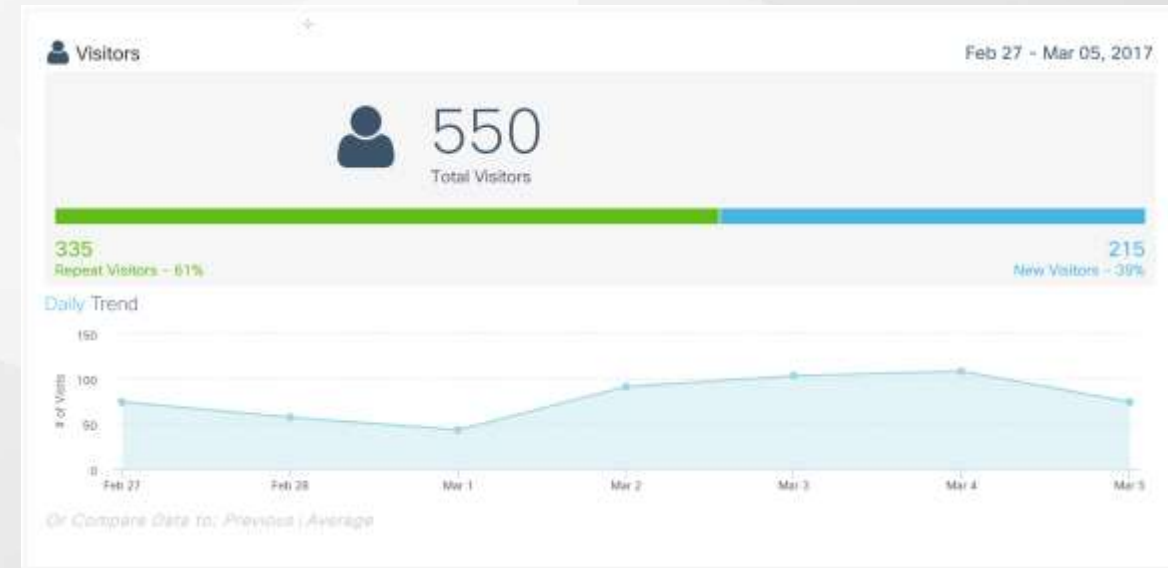 Visitors
Feb 27 - Mar 05, 2017
550
Total Visitors
335
Repeat Visitors - 61%
215
New Visitors - 39%
Daily Trend
150
100
50
0
# of Visits
Feb 27
Feb 28
Mar 1
Mar 2
Mar 3
Mar 4
Mar 5
Or Compare Data to: Previous | Average